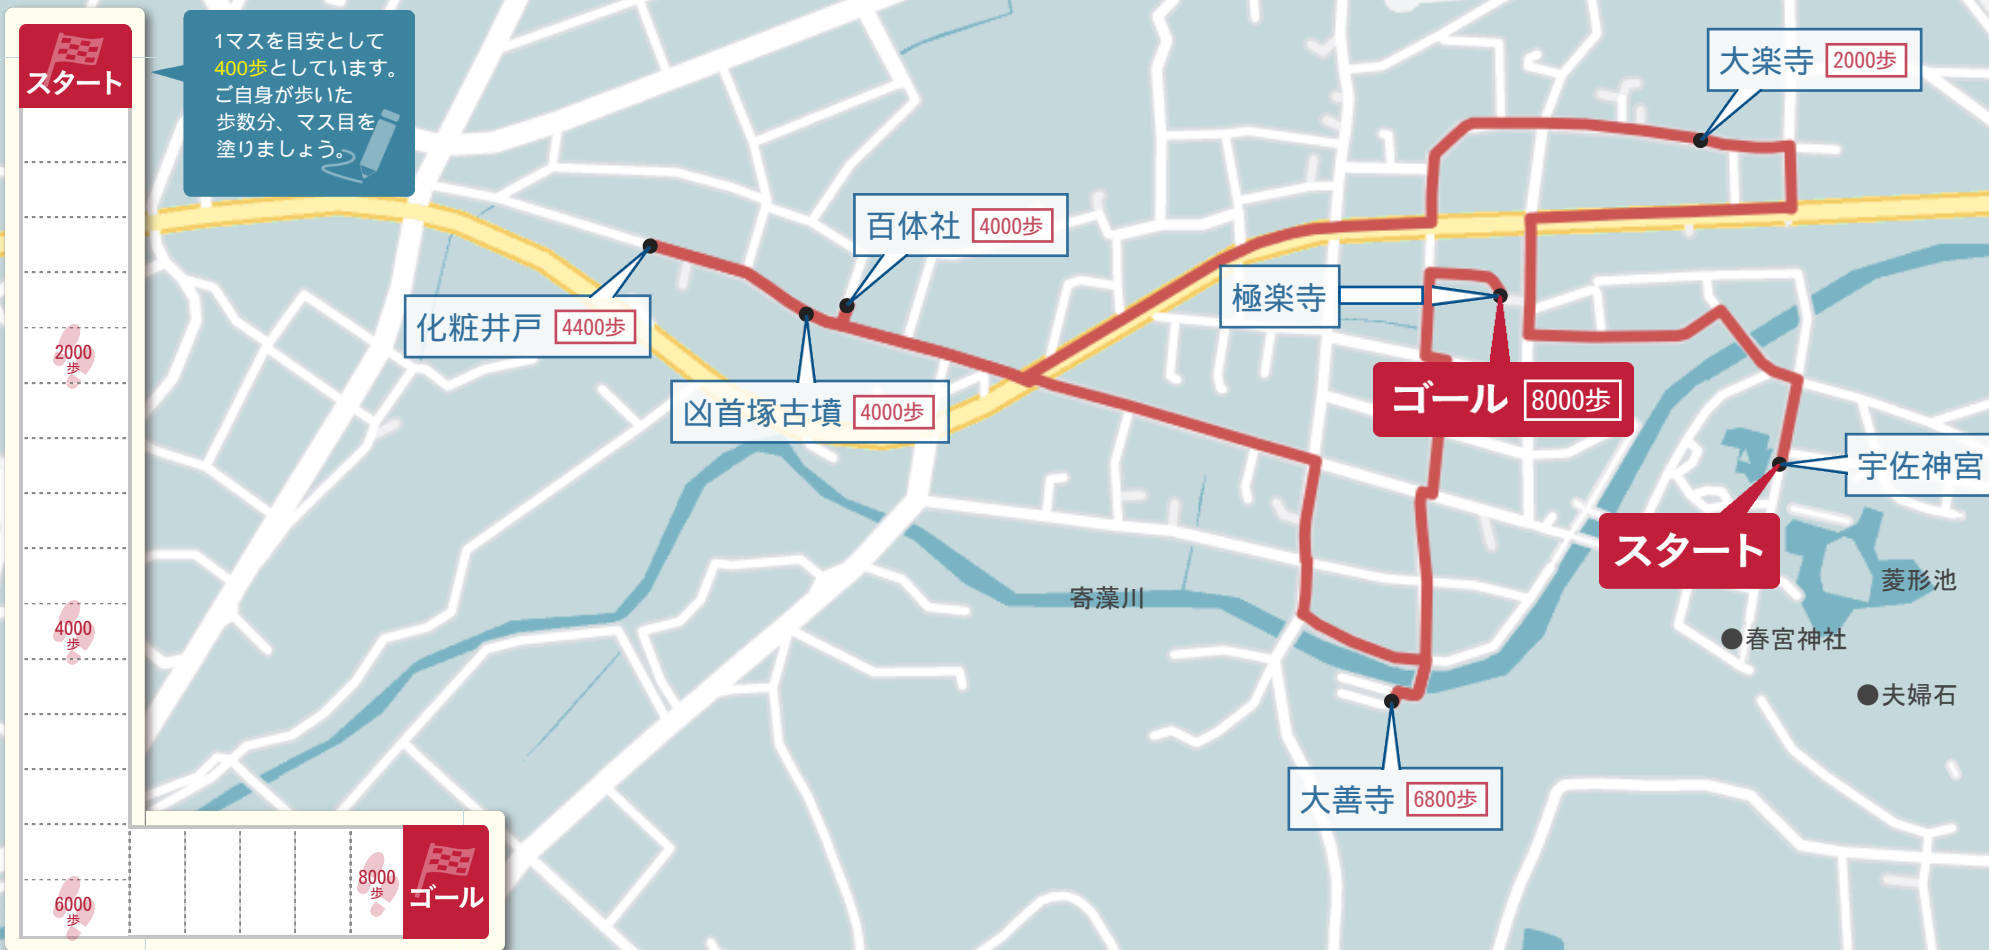 スタート
1マスを目安として
400歩としています。
ご自身が歩いた
歩数分、マス目を
塗りましょう。
2000
歩
4000
歩
6000
歩
8000
歩
ゴール
大楽寺 2000歩
百体社 4000歩
極楽寺
化粧井戸 4400歩
凶首塚古墳 4000歩
ゴール 8000歩
宇佐神宮
スタート
寄藻川
菱形池
春宮神社
夫婦石
大善寺 6800歩